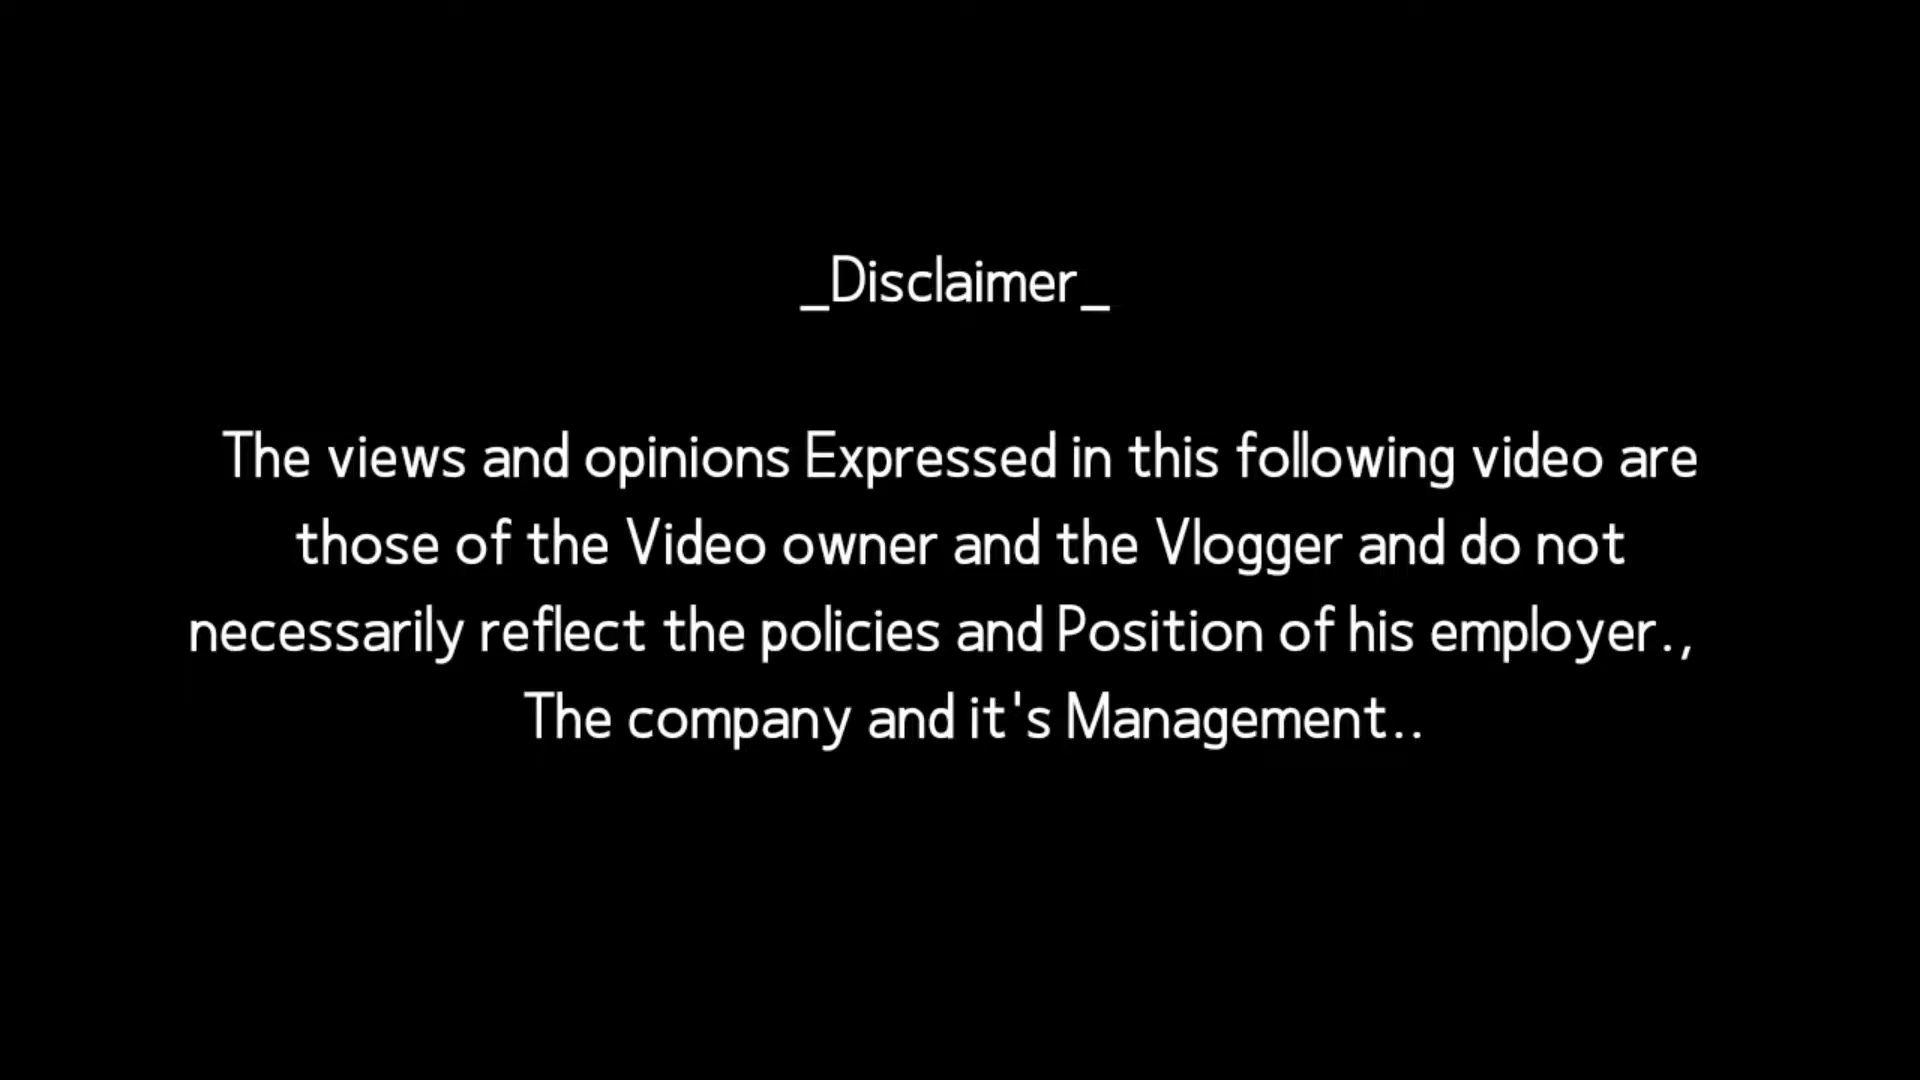 _Disclaimer_
The views and opinions Expressed in this following video are
those of the Video owner and the Vlogger and do not
necessarily reflect the policies and Position of his employer.,
The company and it's Management..